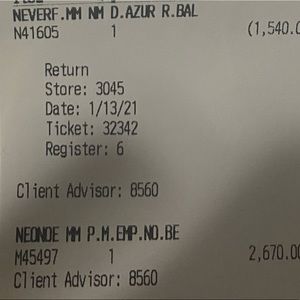 NEVERF.MM NM D.AZUR R.BAL
N41605 1 (1,540.0
Return
Store: 3045
Date: 1/13/21
Ticket: 32342
Register: 6
Client Advisor: 8560
NEONOE MM P.M.EMP.NO.BE
M45497 1 2,670.00
Client Advisor: 8560